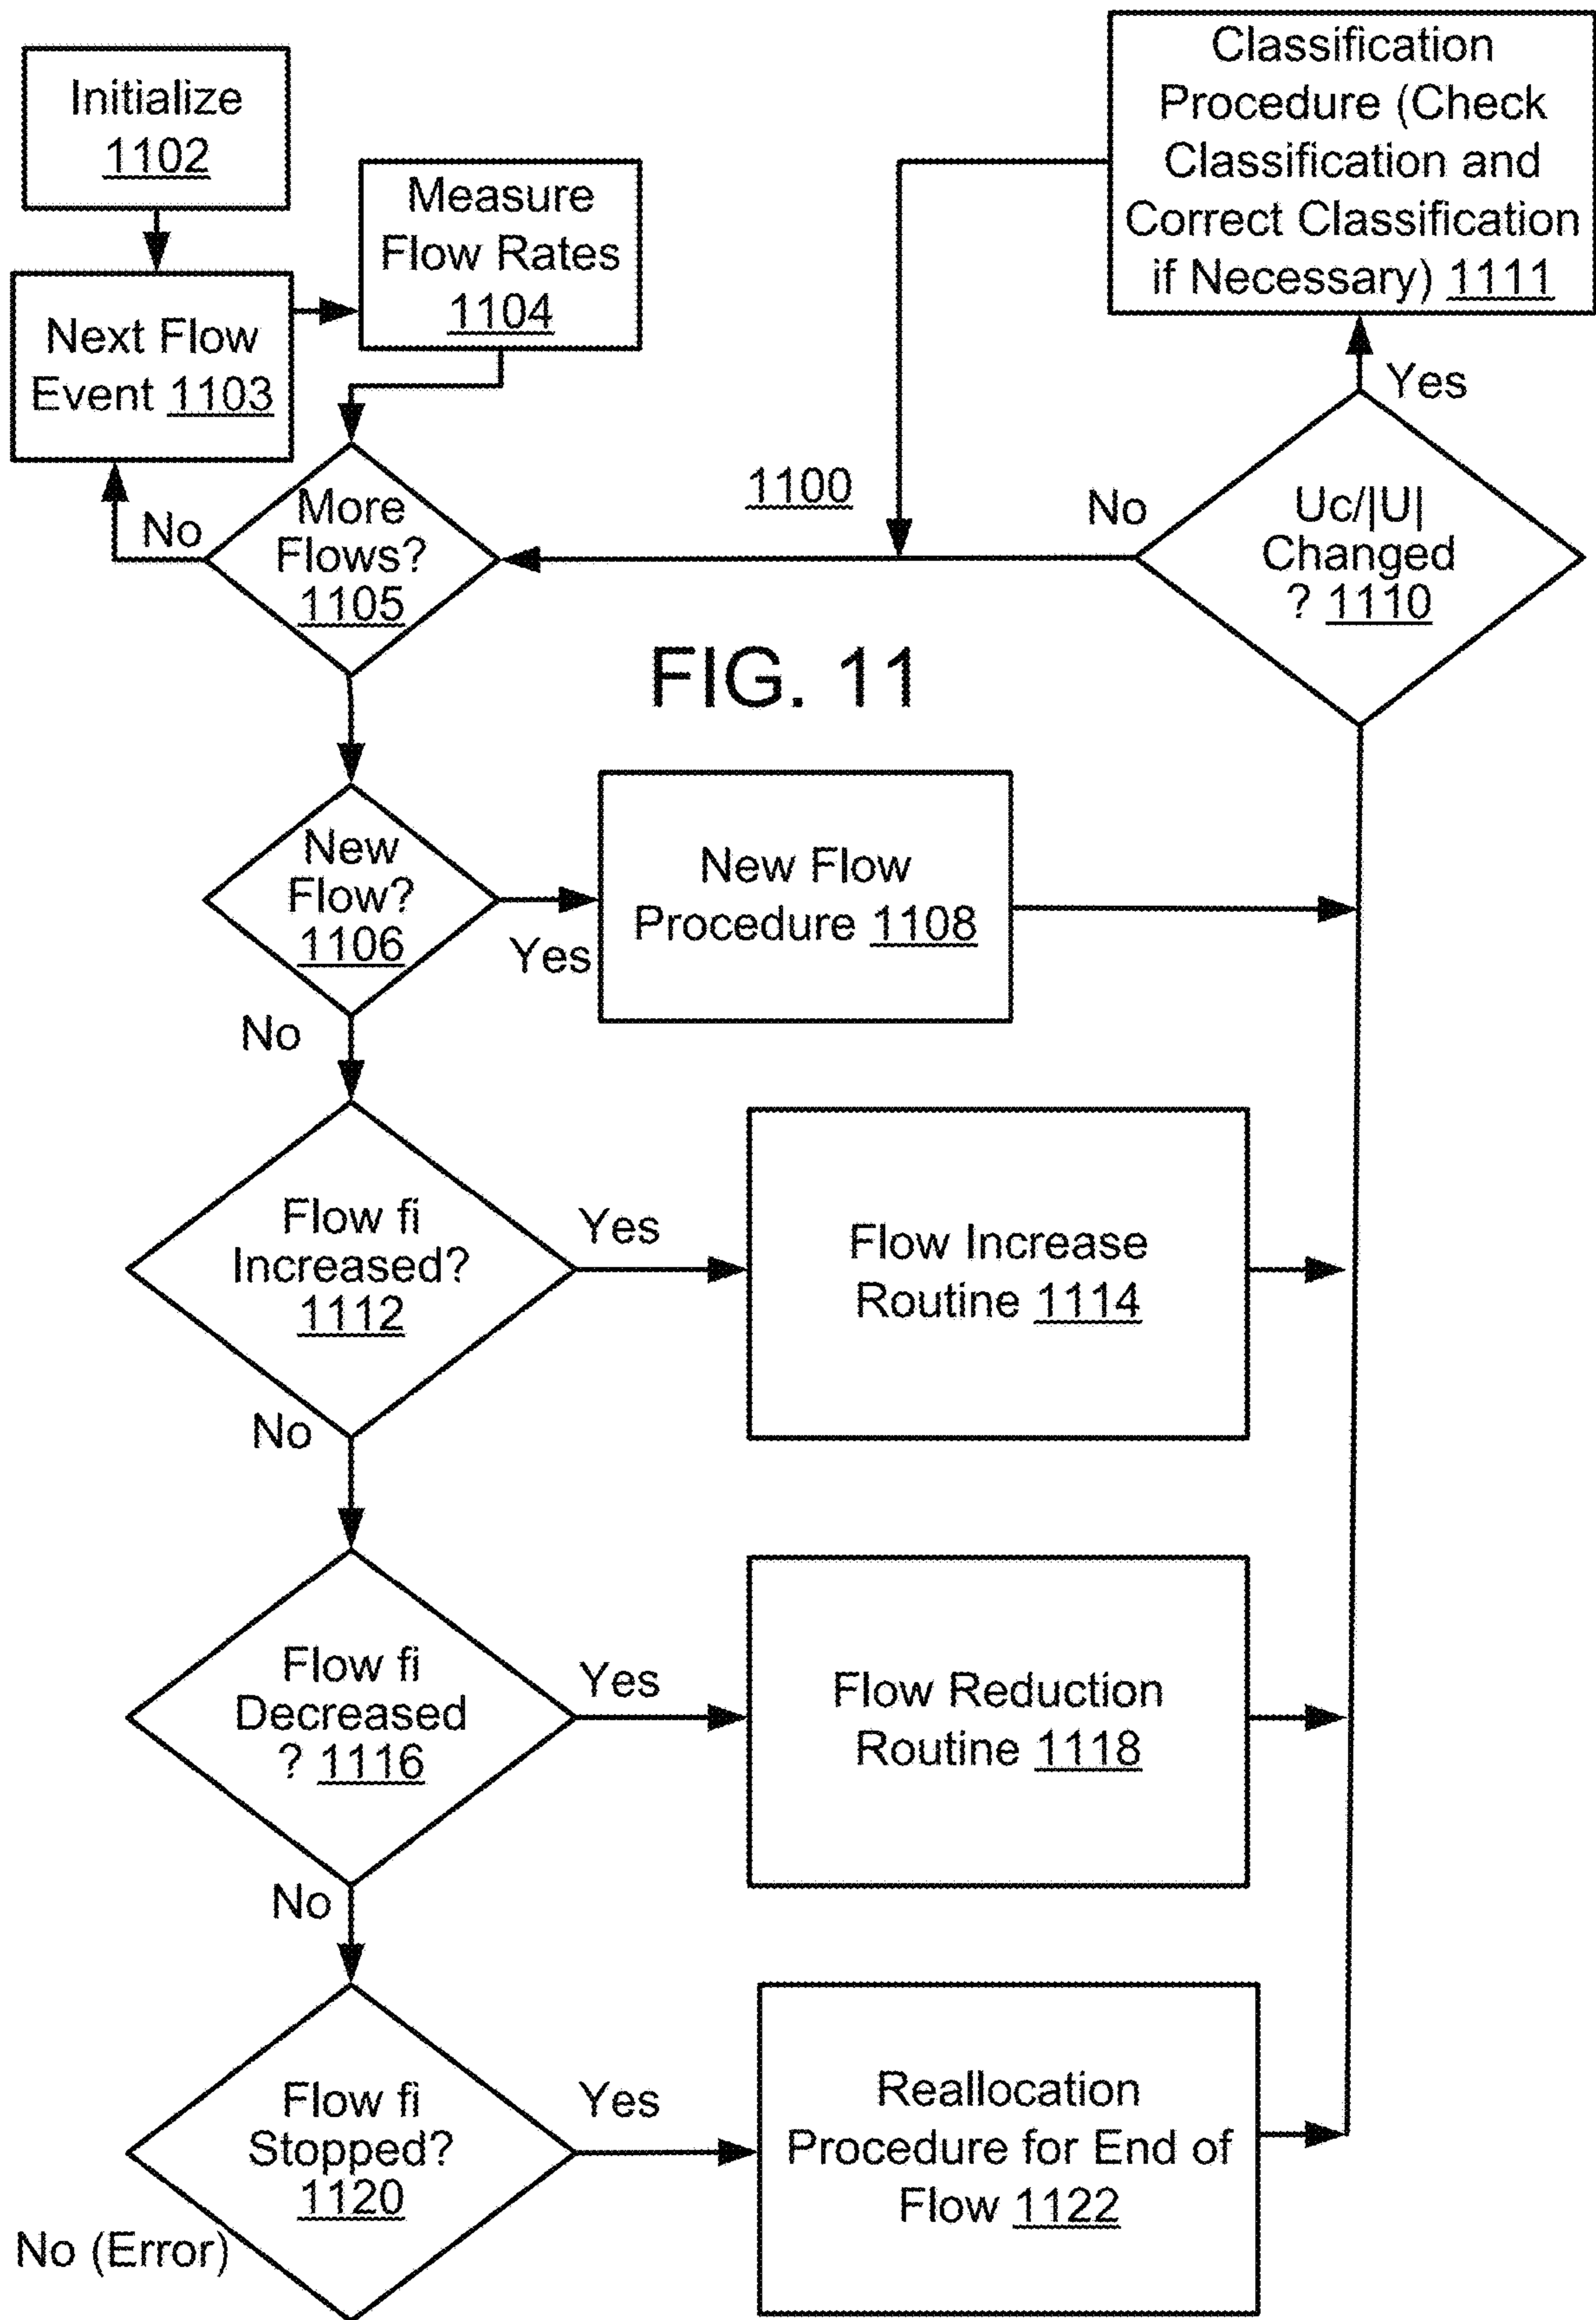 Initialize
1102
Measure
Flow Rates
1104
Next Flow
Event 1103
Classification
Procedure (Check
Classification and
Correct Classification
if Necessary) 1111
Yes
No
More
Flows?
1105
1100
No
Uc/|U|
Changed
? 1110
FIG. 11
New
Flow?
1106
Yes
New Flow
Procedure 1108
No
Flow fi
Increased?
1112
Yes
Flow Increase
Routine 1114
No
Flow fi
Decreased
? 1116
Yes
Flow Reduction
Routine 1118
No
Flow fi
Stopped?
1120
Yes
Reallocation
Procedure for End of
Flow 1122
No (Error)